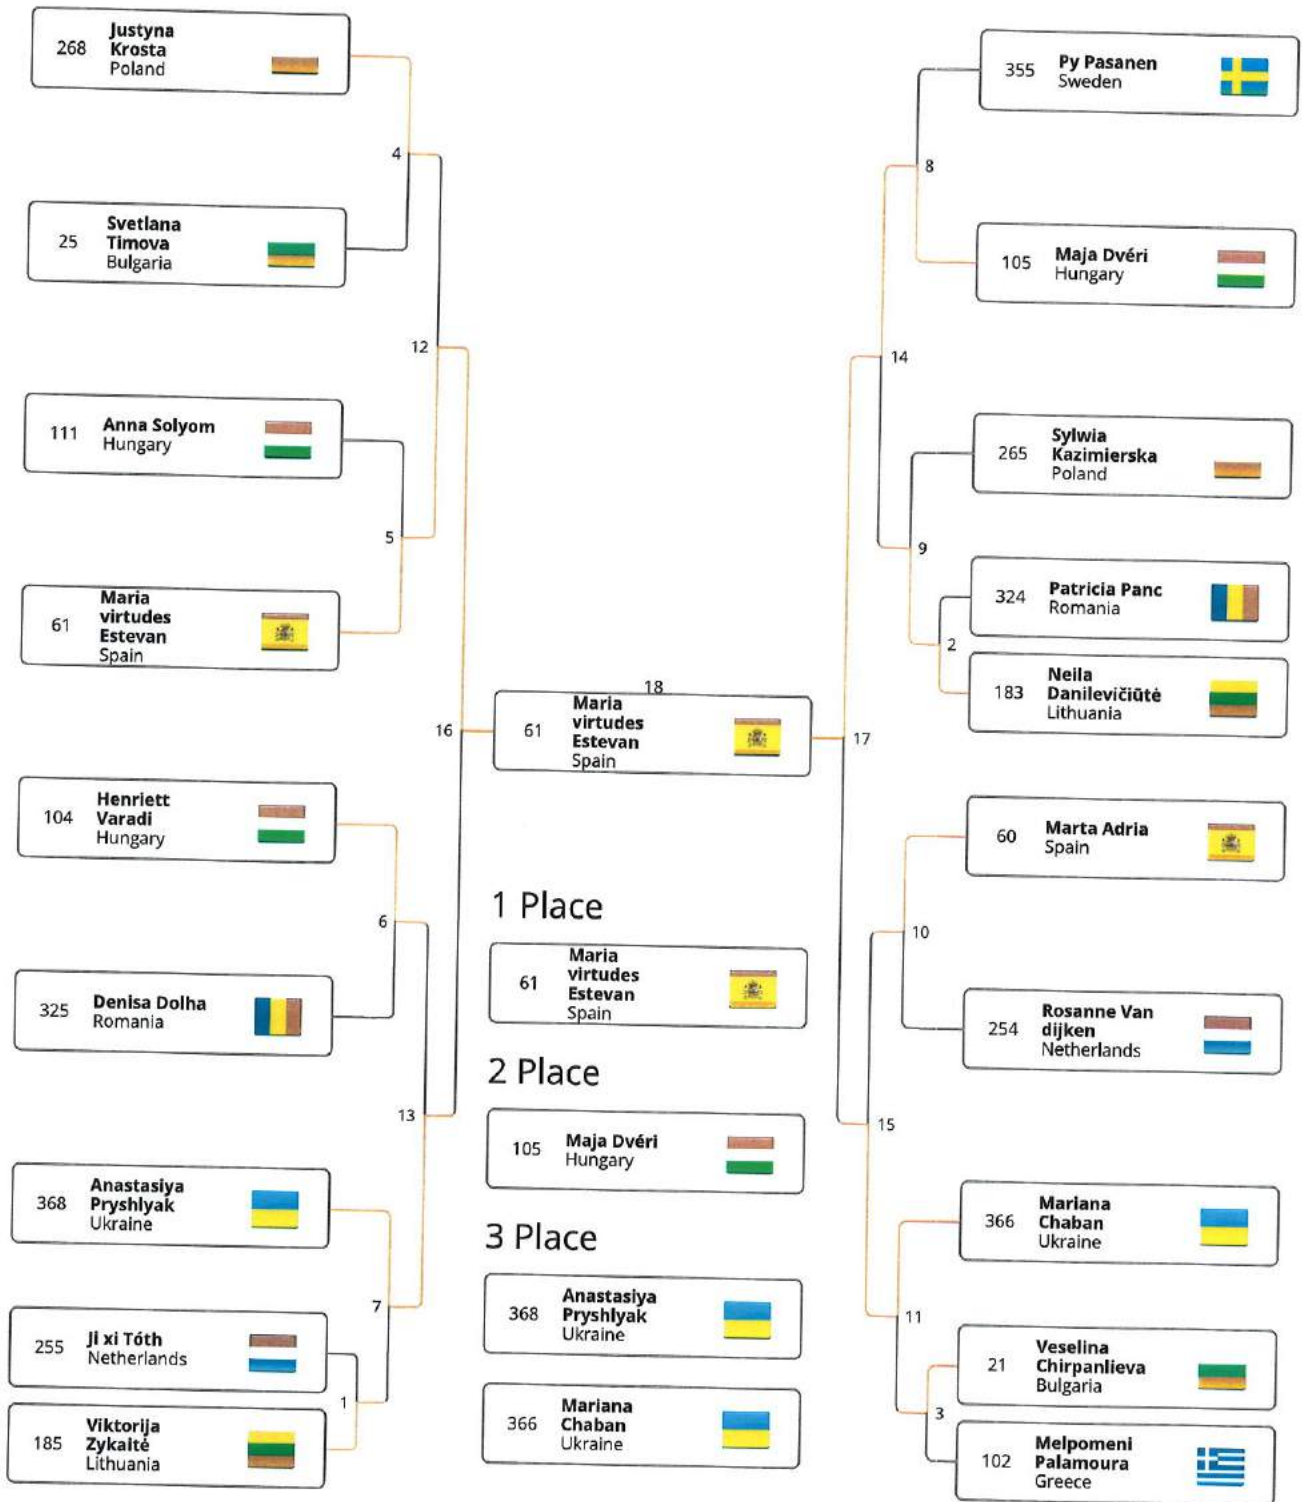 268
Justyna
Krosta
Poland
4
25
Svetlana
Timova
Bulgaria
12
111
Anna Solyom
Hungary
5
61
Maria
virtudes
Estevan
Spain
16
104
Henriett
Varadi
Hungary
6
325
Denisa Dolha
Romania
13
368
Anastasiya
Pryshlyak
Ukraine
7
255
Ji xi Tóth
Netherlands
1
185
Viktorija
Zykaitė
Lithuania
18
61
Maria
virtudes
Estevan
Spain
1 Place
61
Maria
virtudes
Estevan
Spain
2 Place
105
Maja Dvéri
Hungary
3 Place
368
Anastasiya
Pryshlyak
Ukraine
366
Mariana
Chaban
Ukraine
355
Py Pasanen
Sweden
8
105
Maja Dvéri
Hungary
14
265
Sylwia
Kazimierska
Poland
9
324
Patricia Panc
Romania
2
183
Neila
Danilevičiūtė
Lithuania
17
60
Marta Adria
Spain
10
254
Rosanne Van
dijken
Netherlands
15
366
Mariana
Chaban
Ukraine
11
21
Veselina
Chirpanlieva
Bulgaria
3
102
Melpomeni
Palamoura
Greece